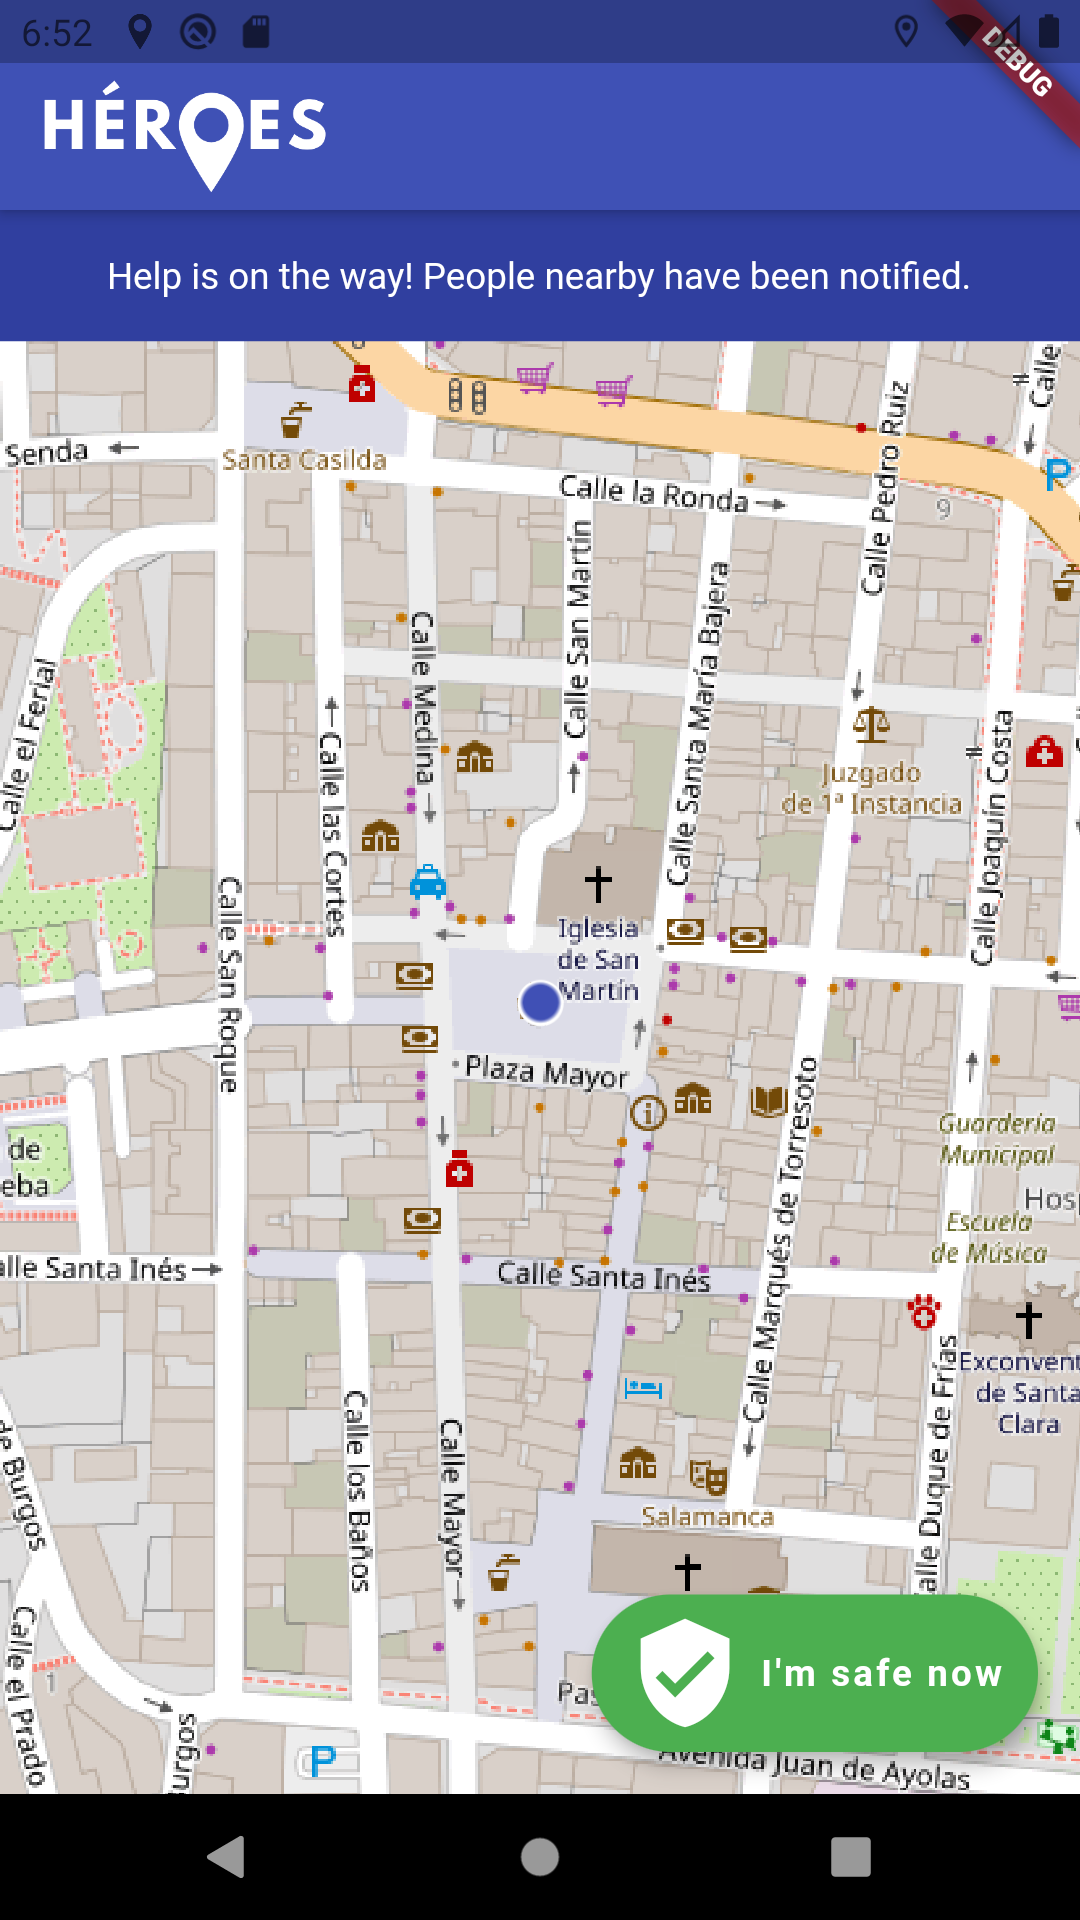 6:52
DEBUG
HÉROES
Help is on the way! People nearby have been notified.
Calle
Senda
Santa Casilda
P
Calle la Ronda
Calle Pedro Ruiz
9
Calle San Martín
Calle Santa María Bajera
Calle Medina
Calle el Ferial
Calle las Cortes
Juzgado
de 1ª Instancia
Calle Joaquín Costa
Calle San Roque
Iglesia
de San
Martín
Plaza Mayor
i
de
eba
Guardería
Municipal
Hosp
Escuela
de Música
Calle Marqués de Torresoto
alle Santa Inés
Calle Santa Inés
Exconvent
de Santa
Clara
Calle Duque de Frías
de Burgos
Calle los Baños
Calle Mayor
Salamanca
Calle el Prado
1
Pas
I'm safe now
Burgos
P
Avenida Juan de Ayolas